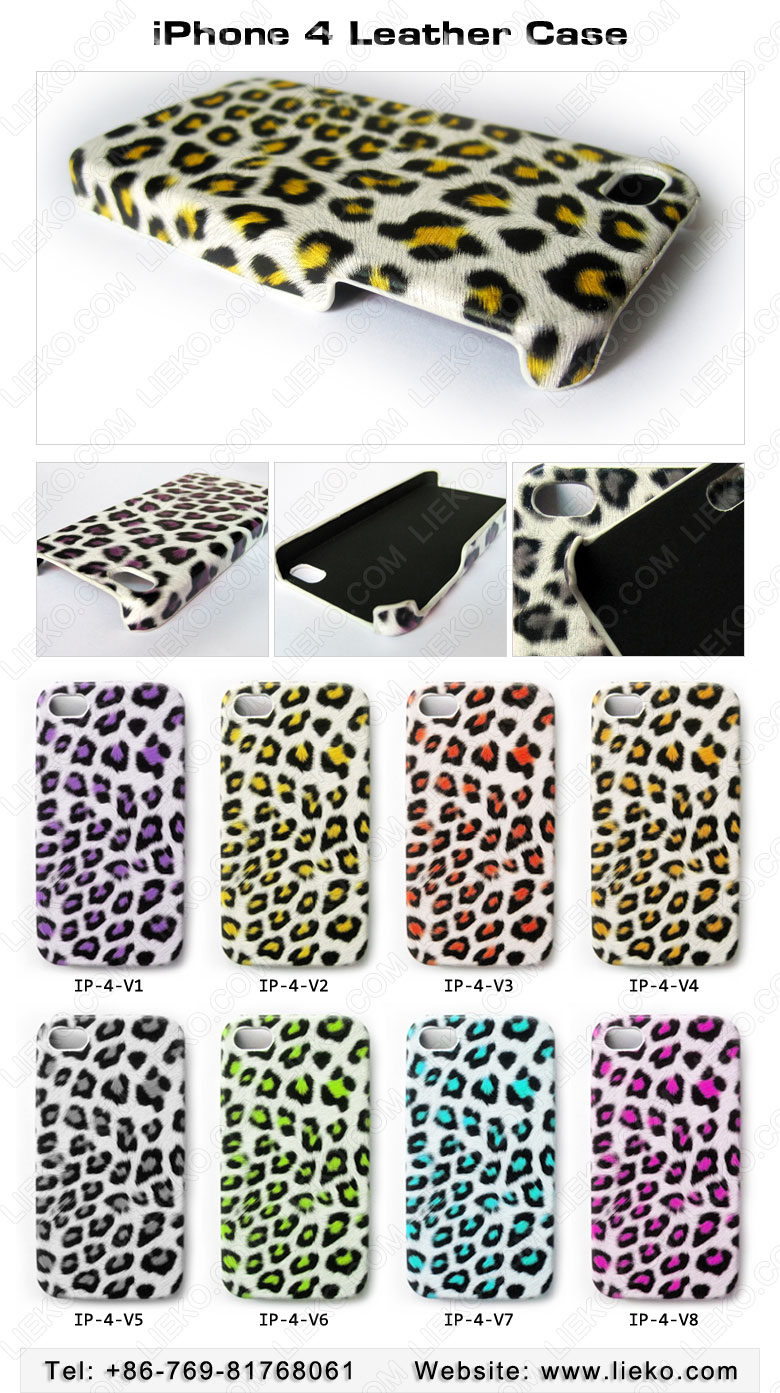 iPhone 4 Leather Case
LIEKO.COM
IP-4-V1 IP-4-V2 IP-4-V3 IP-4-V4
IP-4-V5 IP-4-V6 IP-4-V7 IP-4-V8
Tel: +86-769-81768061 Website: www.lieko.com